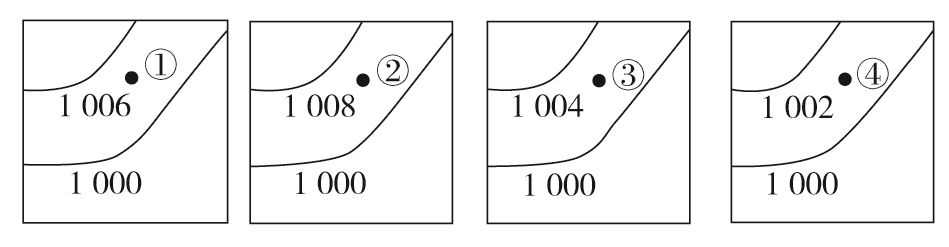 ① ② ③ ④
1 006 1 008 1 004 1 002
1 000 1 000 1 000 1 000